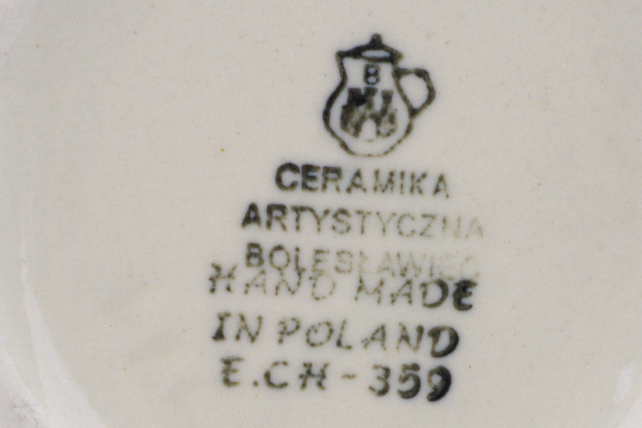 B
CERAMIKA
ARTYSTYCZNA
BOLESŁAWIEC
HAND MADE
IN POLAND
E.CH-359